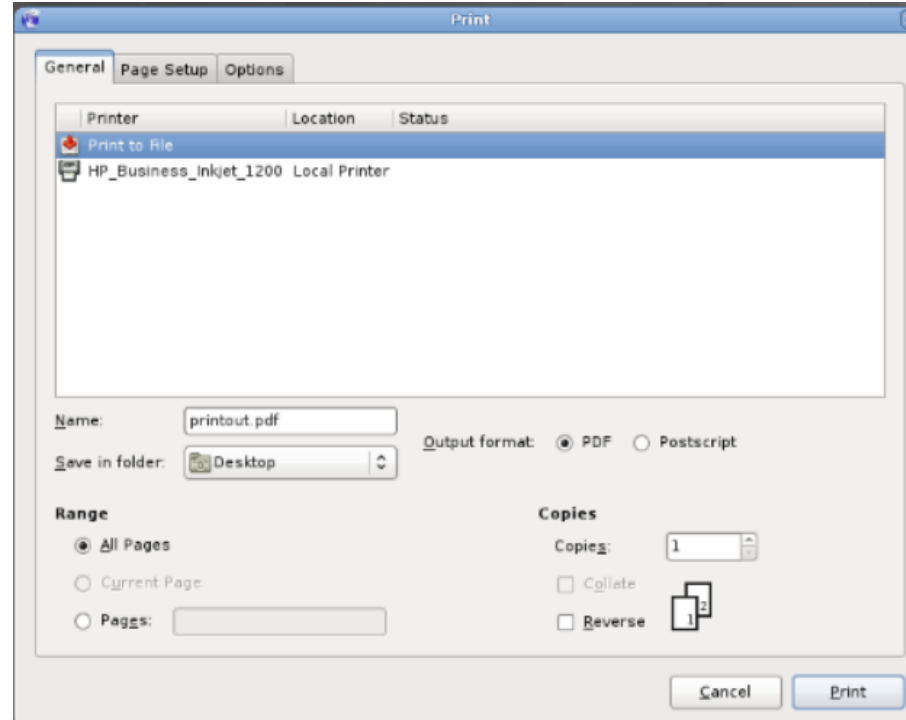 Print
General Page Setup Options
Printer Location Status
Print to File
HP_Business_Inkjet_1200 Local Printer
Name: printout.pdf
Output format: PDF Postscript
Save in folder: Desktop
Range Copies
All Pages Copies: 1
Current Page Collate
Pages: Reverse
1 2
Cancel Print